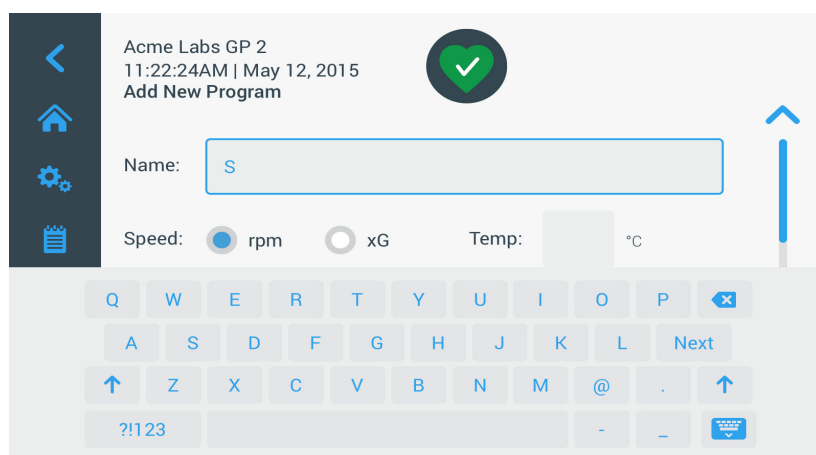 Acme Labs GP 2
11:22:24AM | May 12, 2015
Add New Program
Name: S
Speed: rpm xG Temp: °C
Q W E R T Y U I O P
A S D F G H J K L Next
Z X C V B N M @ .
?!123 - _